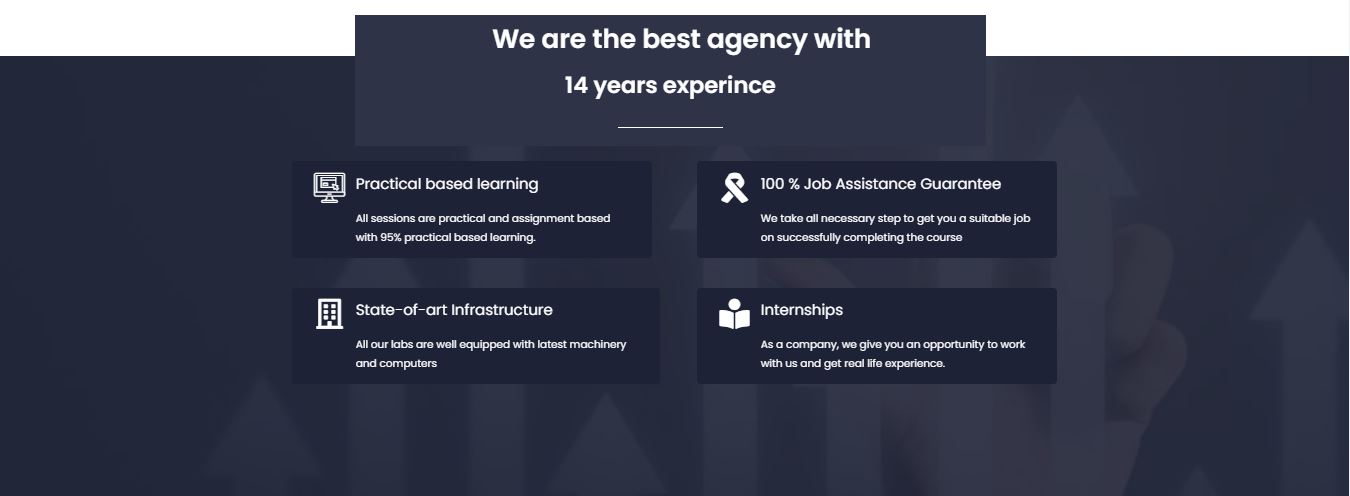 We are the best agency with
14 years experince
Practical based learning
All sessions are practical and assignment based
with 95% practical based learning.
100 % Job Assistance Guarantee
We take all necessary step to get you a suitable job
on successfully completing the course
State-of-art Infrastructure
All our labs are well equipped with latest machinery
and computers
Internships
As a company, we give you an opportunity to work
with us and get real life experience.